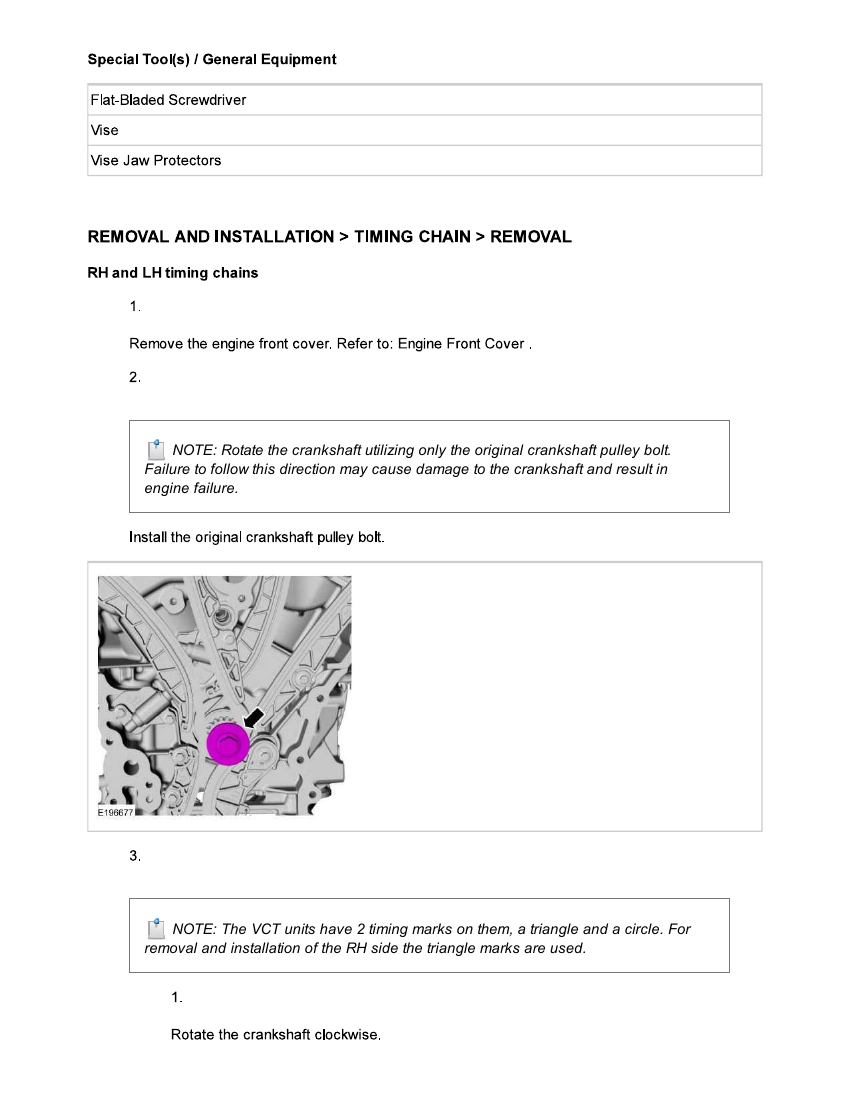 Special Tool(s) / General Equipment
Flat-Bladed Screwdriver
Vise
Vise Jaw Protectors
REMOVAL AND INSTALLATION > TIMING CHAIN > REMOVAL
RH and LH timing chains
1.
Remove the engine front cover. Refer to: Engine Front Cover .
2.
NOTE: Rotate the crankshaft utilizing only the original crankshaft pulley bolt.
Failure to follow this direction may cause damage to the crankshaft and result in
engine failure.
Install the original crankshaft pulley bolt.
E196677
3.
NOTE: The VCT units have 2 timing marks on them, a triangle and a circle. For
removal and installation of the RH side the triangle marks are used.
1.
Rotate the crankshaft clockwise.